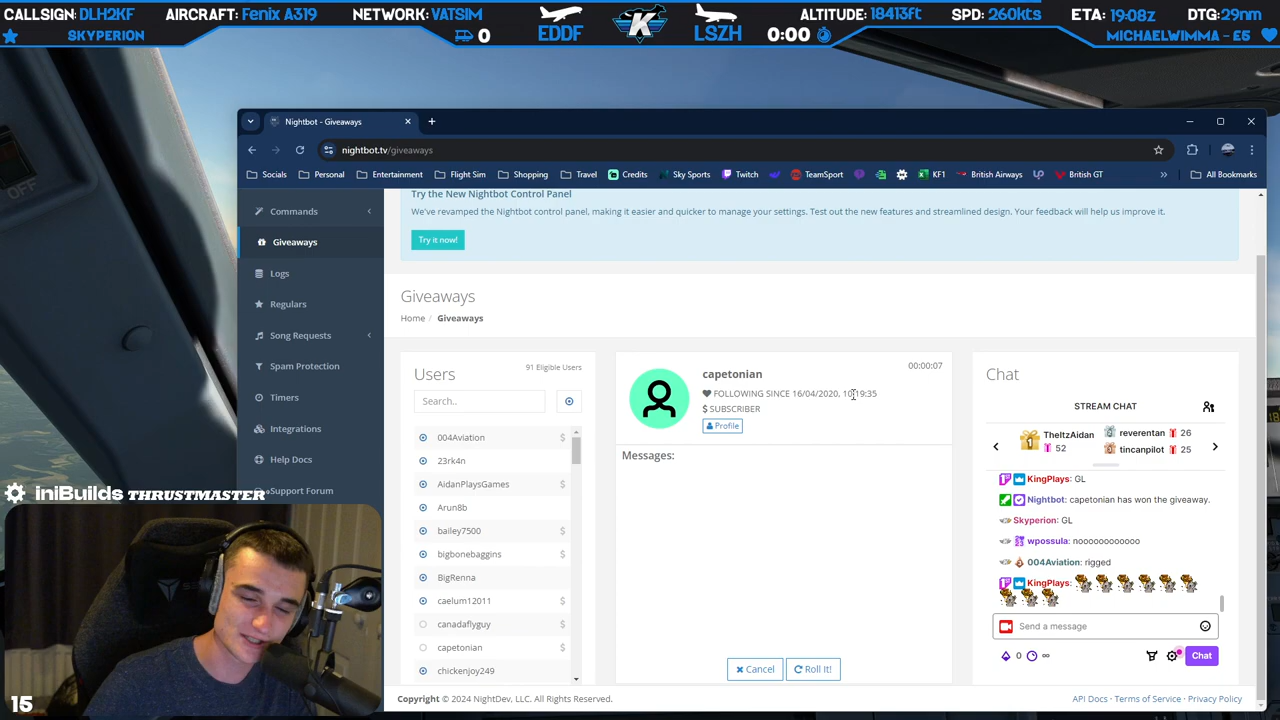 CALLSIGN: DLH2KF AIRCRAFT: Fenix A319 NETWORK: VATSIM ALTITUDE: 18413ft SPD: 260kts ETA: 19:08z DTG: 29nm
SKYPERION 0 EDDF LSZH 0:00 MICHAELWIMMA - £5
OFF
Nightbot - Giveaways
nightbot.tv/giveaways
Socials Personal Entertainment Flight Sim Shopping Travel Credits Sky Sports Twitch TeamSport KF1 British Airways British GT All Bookmarks
Commands
Giveaways
Logs
Regulars
Song Requests
Spam Protection
Timers
Integrations
Help Docs
Support Forum
Try the New Nightbot Control Panel
We've revamped the Nightbot control panel, making it easier and quicker to manage your settings. Test out the new features and streamlined design. Your feedback will help us improve it.
Try it now!
Giveaways
Home / Giveaways
Users
91 Eligible Users
Search..
004Aviation $
23rk4n
AidanPlaysGames $
Arun8b
bailey7500 $
bigbonebaggins $
BigRenna
caelum12011 $
canadaflyguy $
capetonian $
chickenjoy249
capetonian
00:00:07
FOLLOWING SINCE 16/04/2020, 10:19:35
$ SUBSCRIBER
Profile
Messages:
Cancel Roll It!
Chat
STREAM CHAT
1 TheItzAidan 52
reverentan 26
tincanpilot 25
KingPlays: GL
Nightbot: capetonian has won the giveaway.
Skyperion: GL
wpossula: noooooooooooo
004Aviation: rigged
KingPlays:
Send a message
0 ∞ Chat
Copyright © 2024 NightDev, LLC. All Rights Reserved.
API Docs · Terms of Service · Privacy Policy
iniBuilds THRUSTMASTER
15